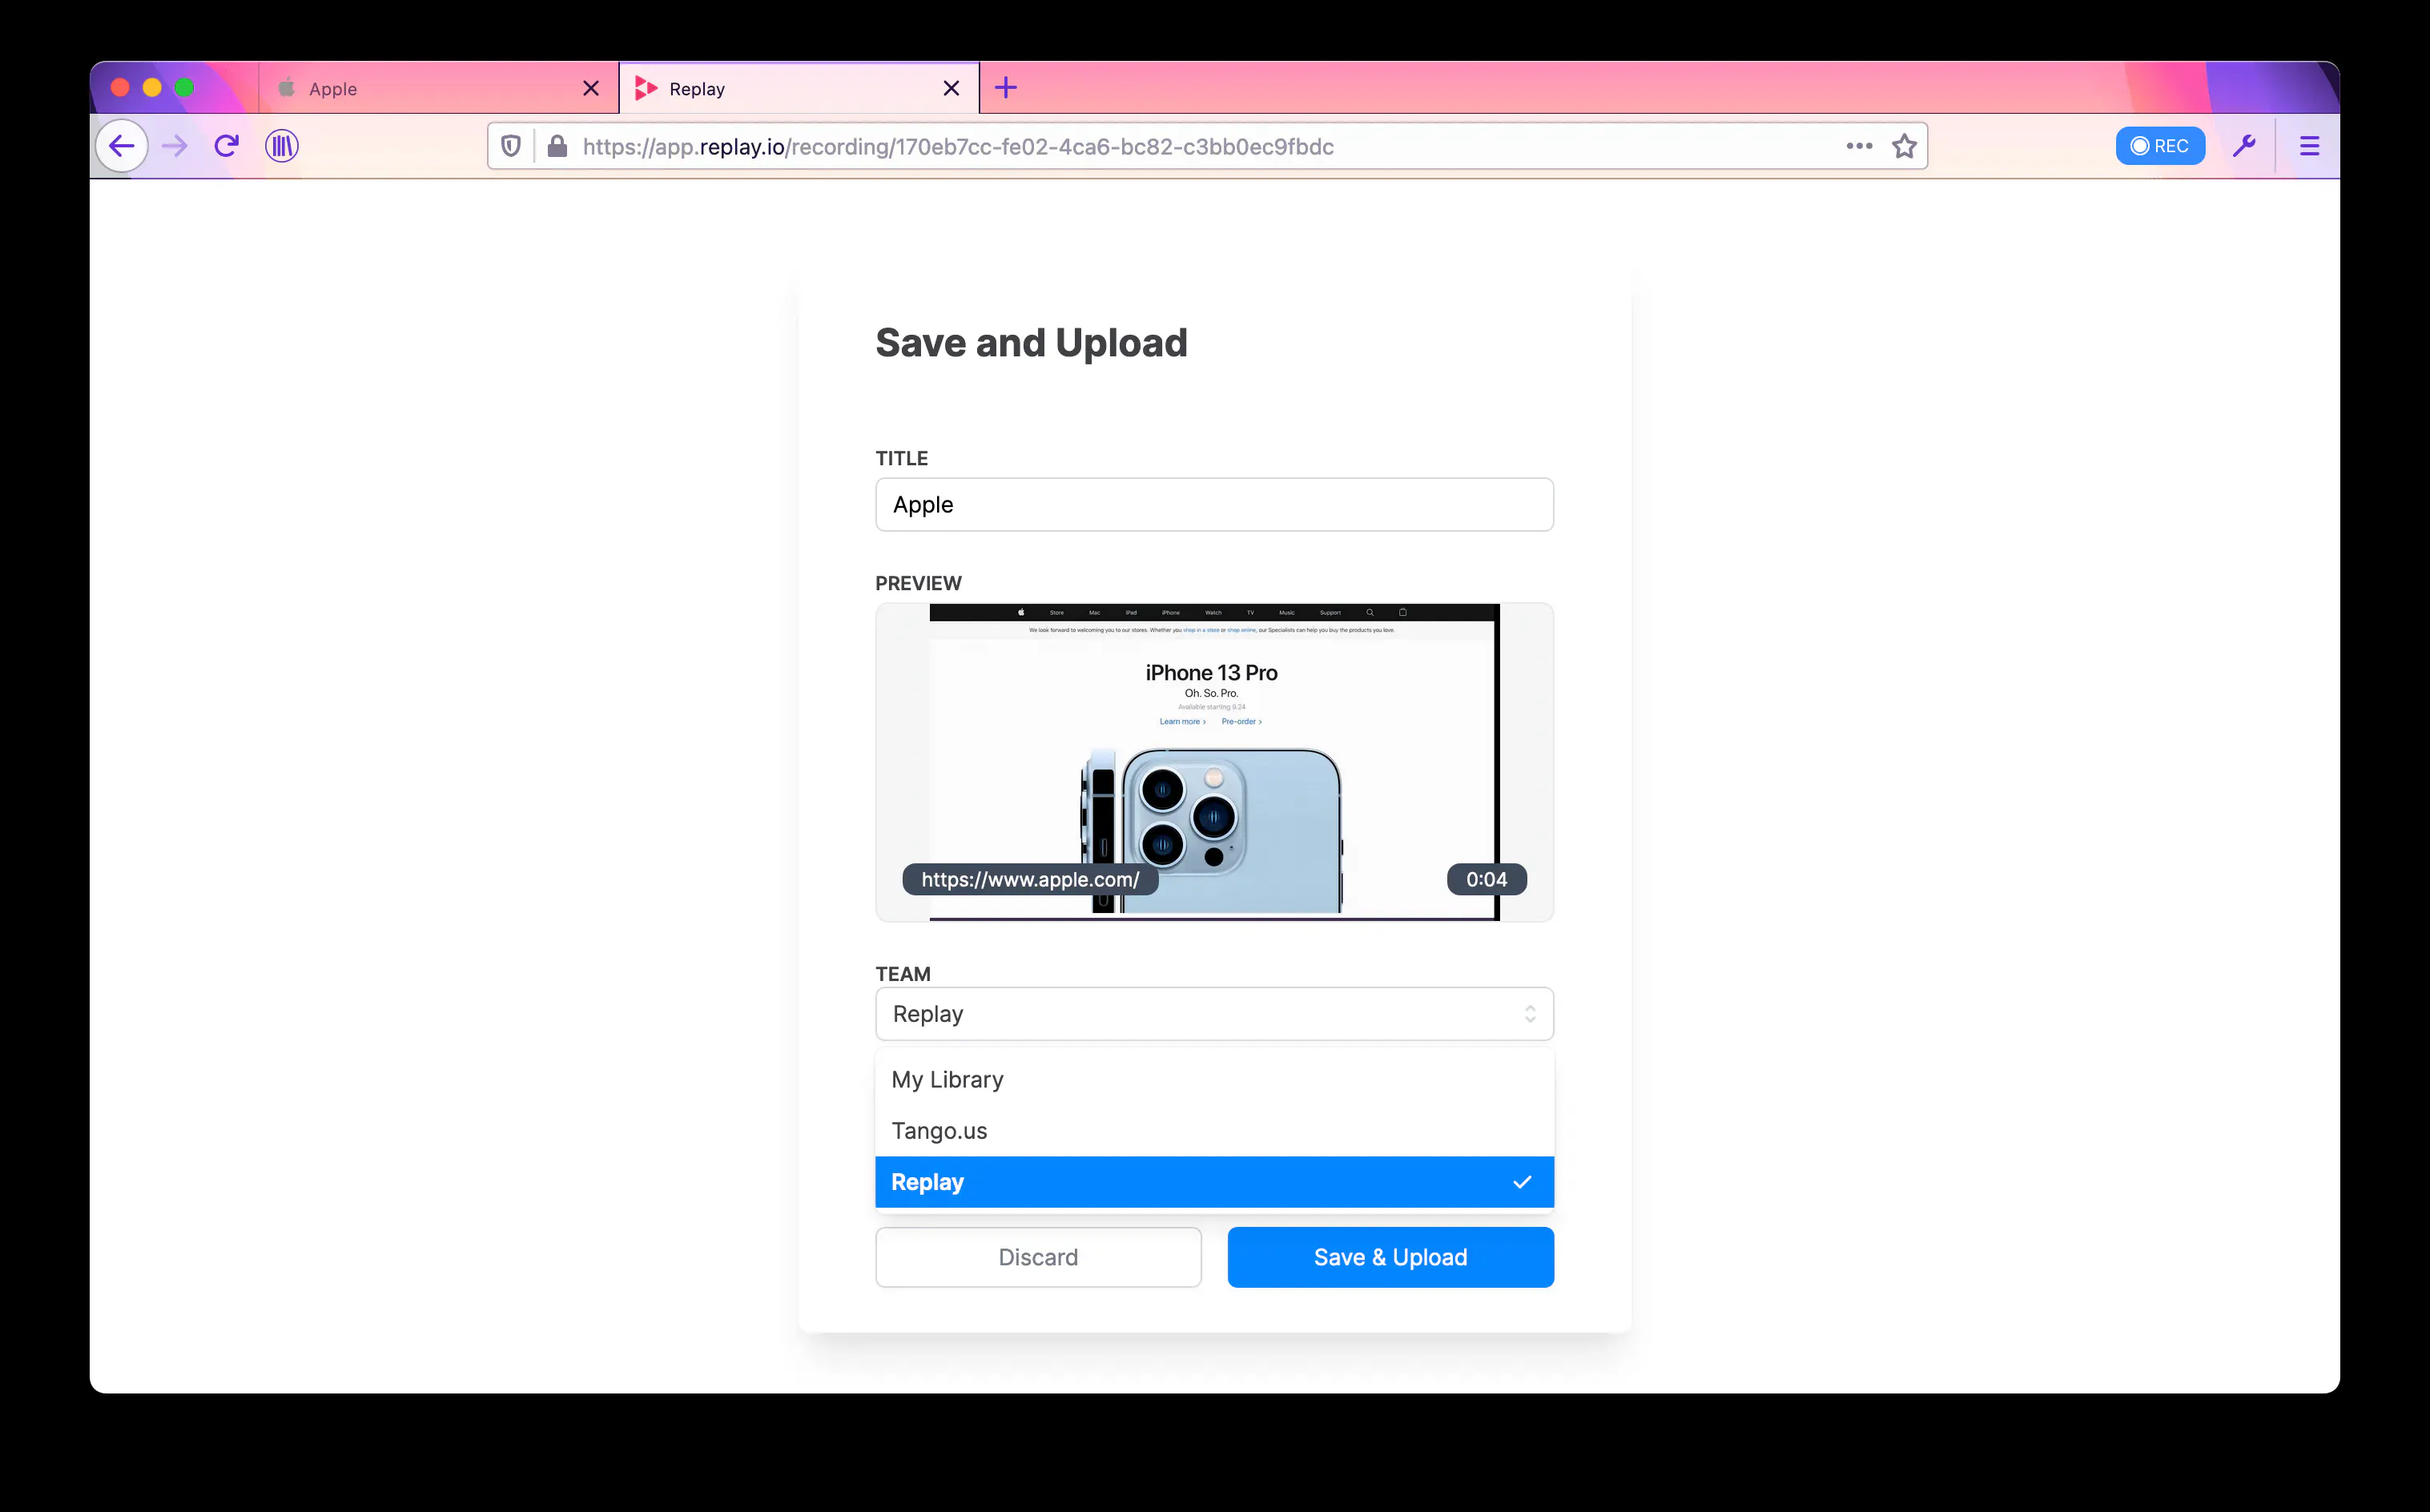 Apple
Replay
https://app.replay.io/recording/170eb7cc-fe02-4ca6-bc82-c3bb0ec9fbdc
REC
Save and Upload
TITLE
Apple
PREVIEW
Store Mac iPad iPhone Watch TV Music Support
We look forward to welcoming you to our stores. Whether you shop in a store or shop online, our Specialists can help you buy the products you love.
iPhone 13 Pro
Oh. So. Pro.
Available starting 9.24
Learn more > Pre-order >
https://www.apple.com/
0:04
TEAM
Replay
My Library
Tango.us
Replay
Discard
Save & Upload